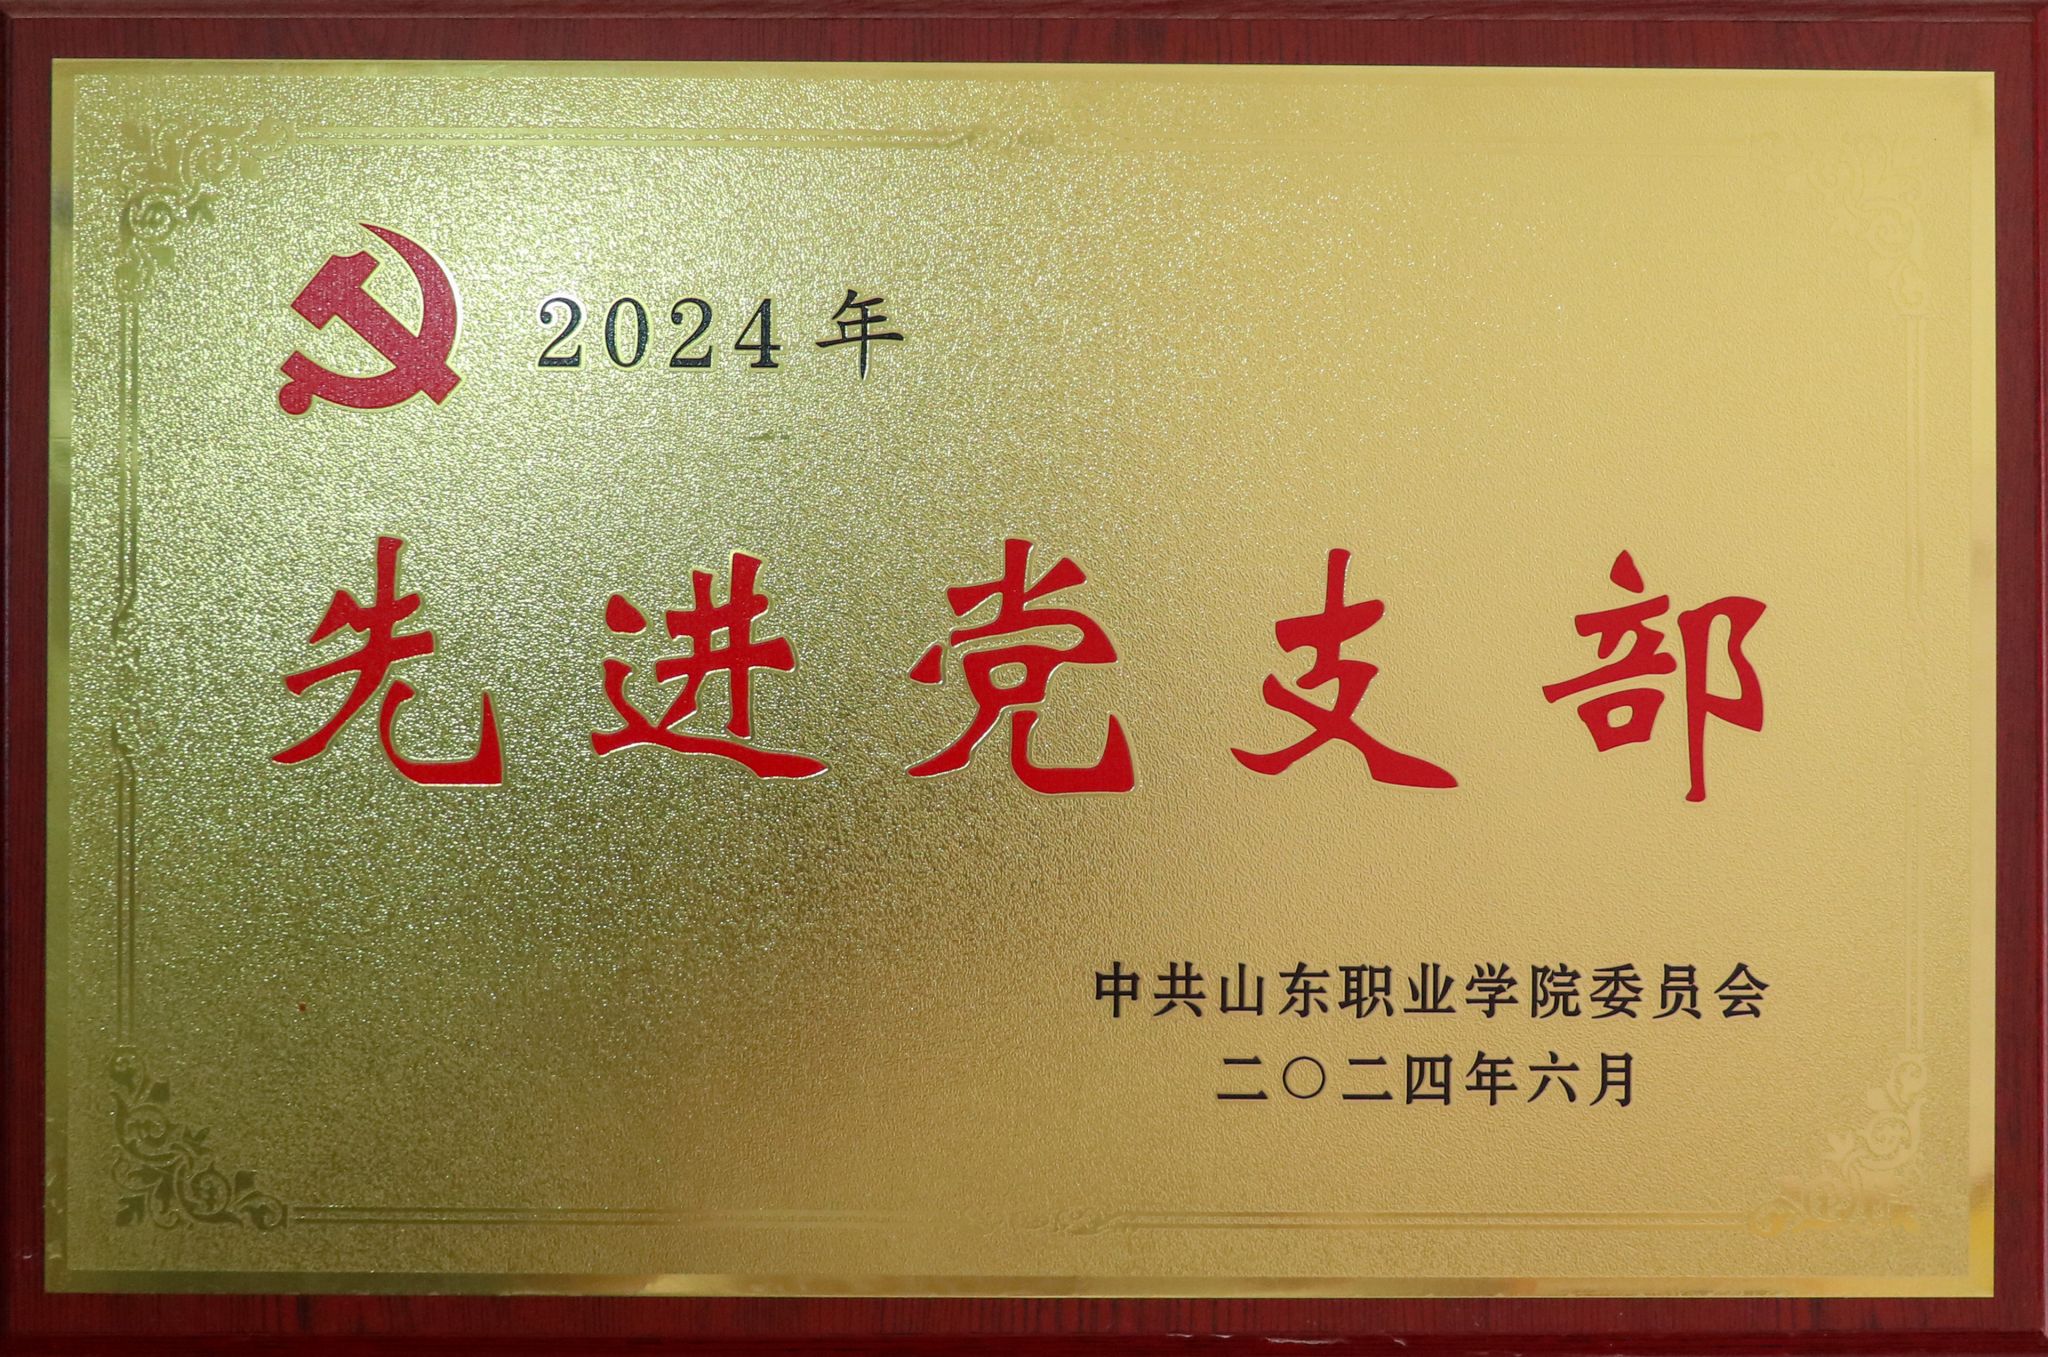 2024年
先进党支部
中共山东职业学院委员会
二〇二四年六月